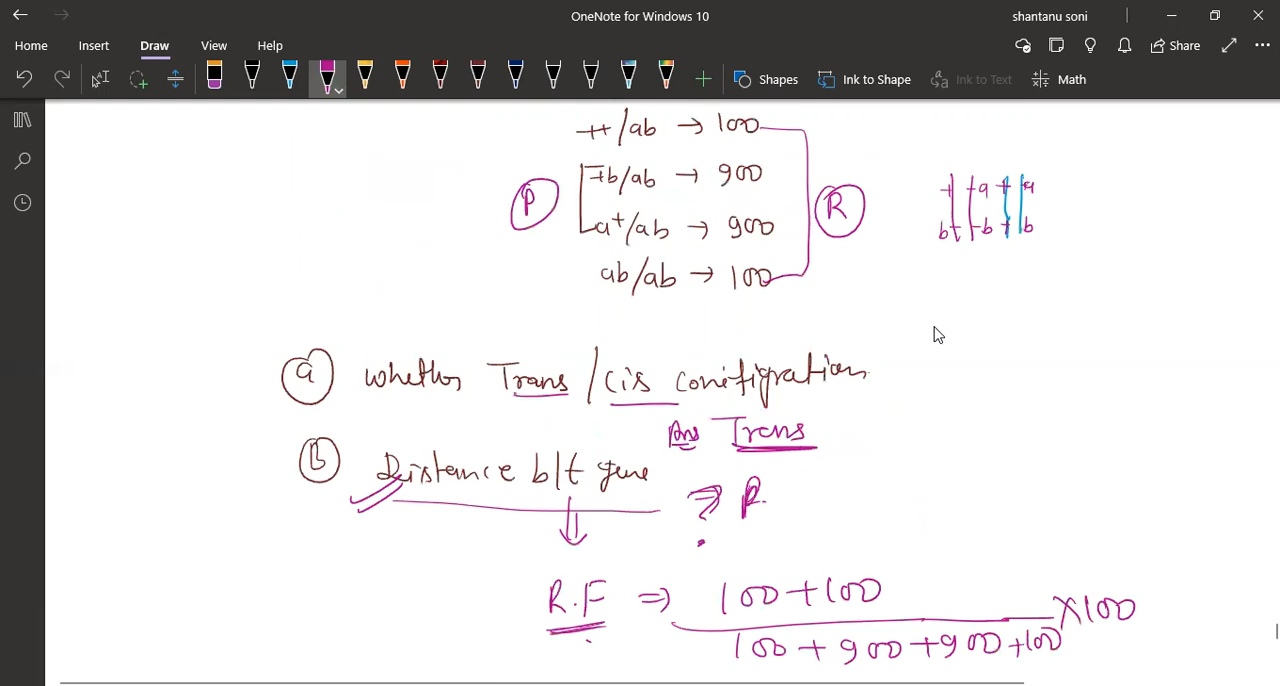 OneNote for Windows 10
shantanu soni
Home Insert Draw View Help
Share
Shapes Ink to Shape Ink to Text Math
++/ab → 100
+b/ab → 900
P
a+/ab → 900
R
ab/ab → 100
+ + a + a
b + b + b
a whether Trans / cis configration
Ans Trans
b Distance b/t gene
⇒ P
R.F ⇒ 100+100
100 + 900 + 900 + 100 ×100